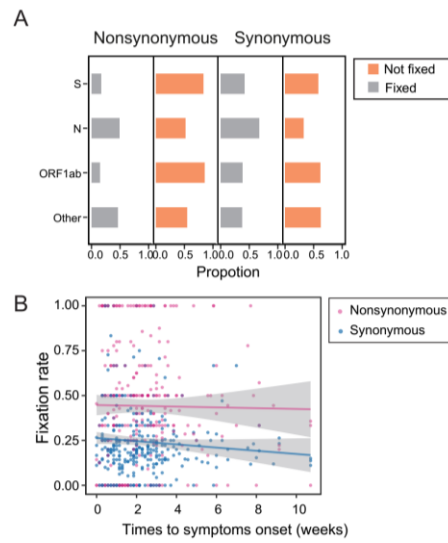 A
Nonsynonymous Synonymous
Not fixed
Fixed
S
N
ORF1ab
Other
0.0 0.5 1.0 0.0 0.5 1.0 0.0 0.5 1.0 0.0 0.5 1.0
Propotion
B
Nonsynonymous
Synonymous
1.00
0.75
0.50
0.25
0.00
Fixation rate
0 2 4 6 8 10
Times to symptoms onset (weeks)